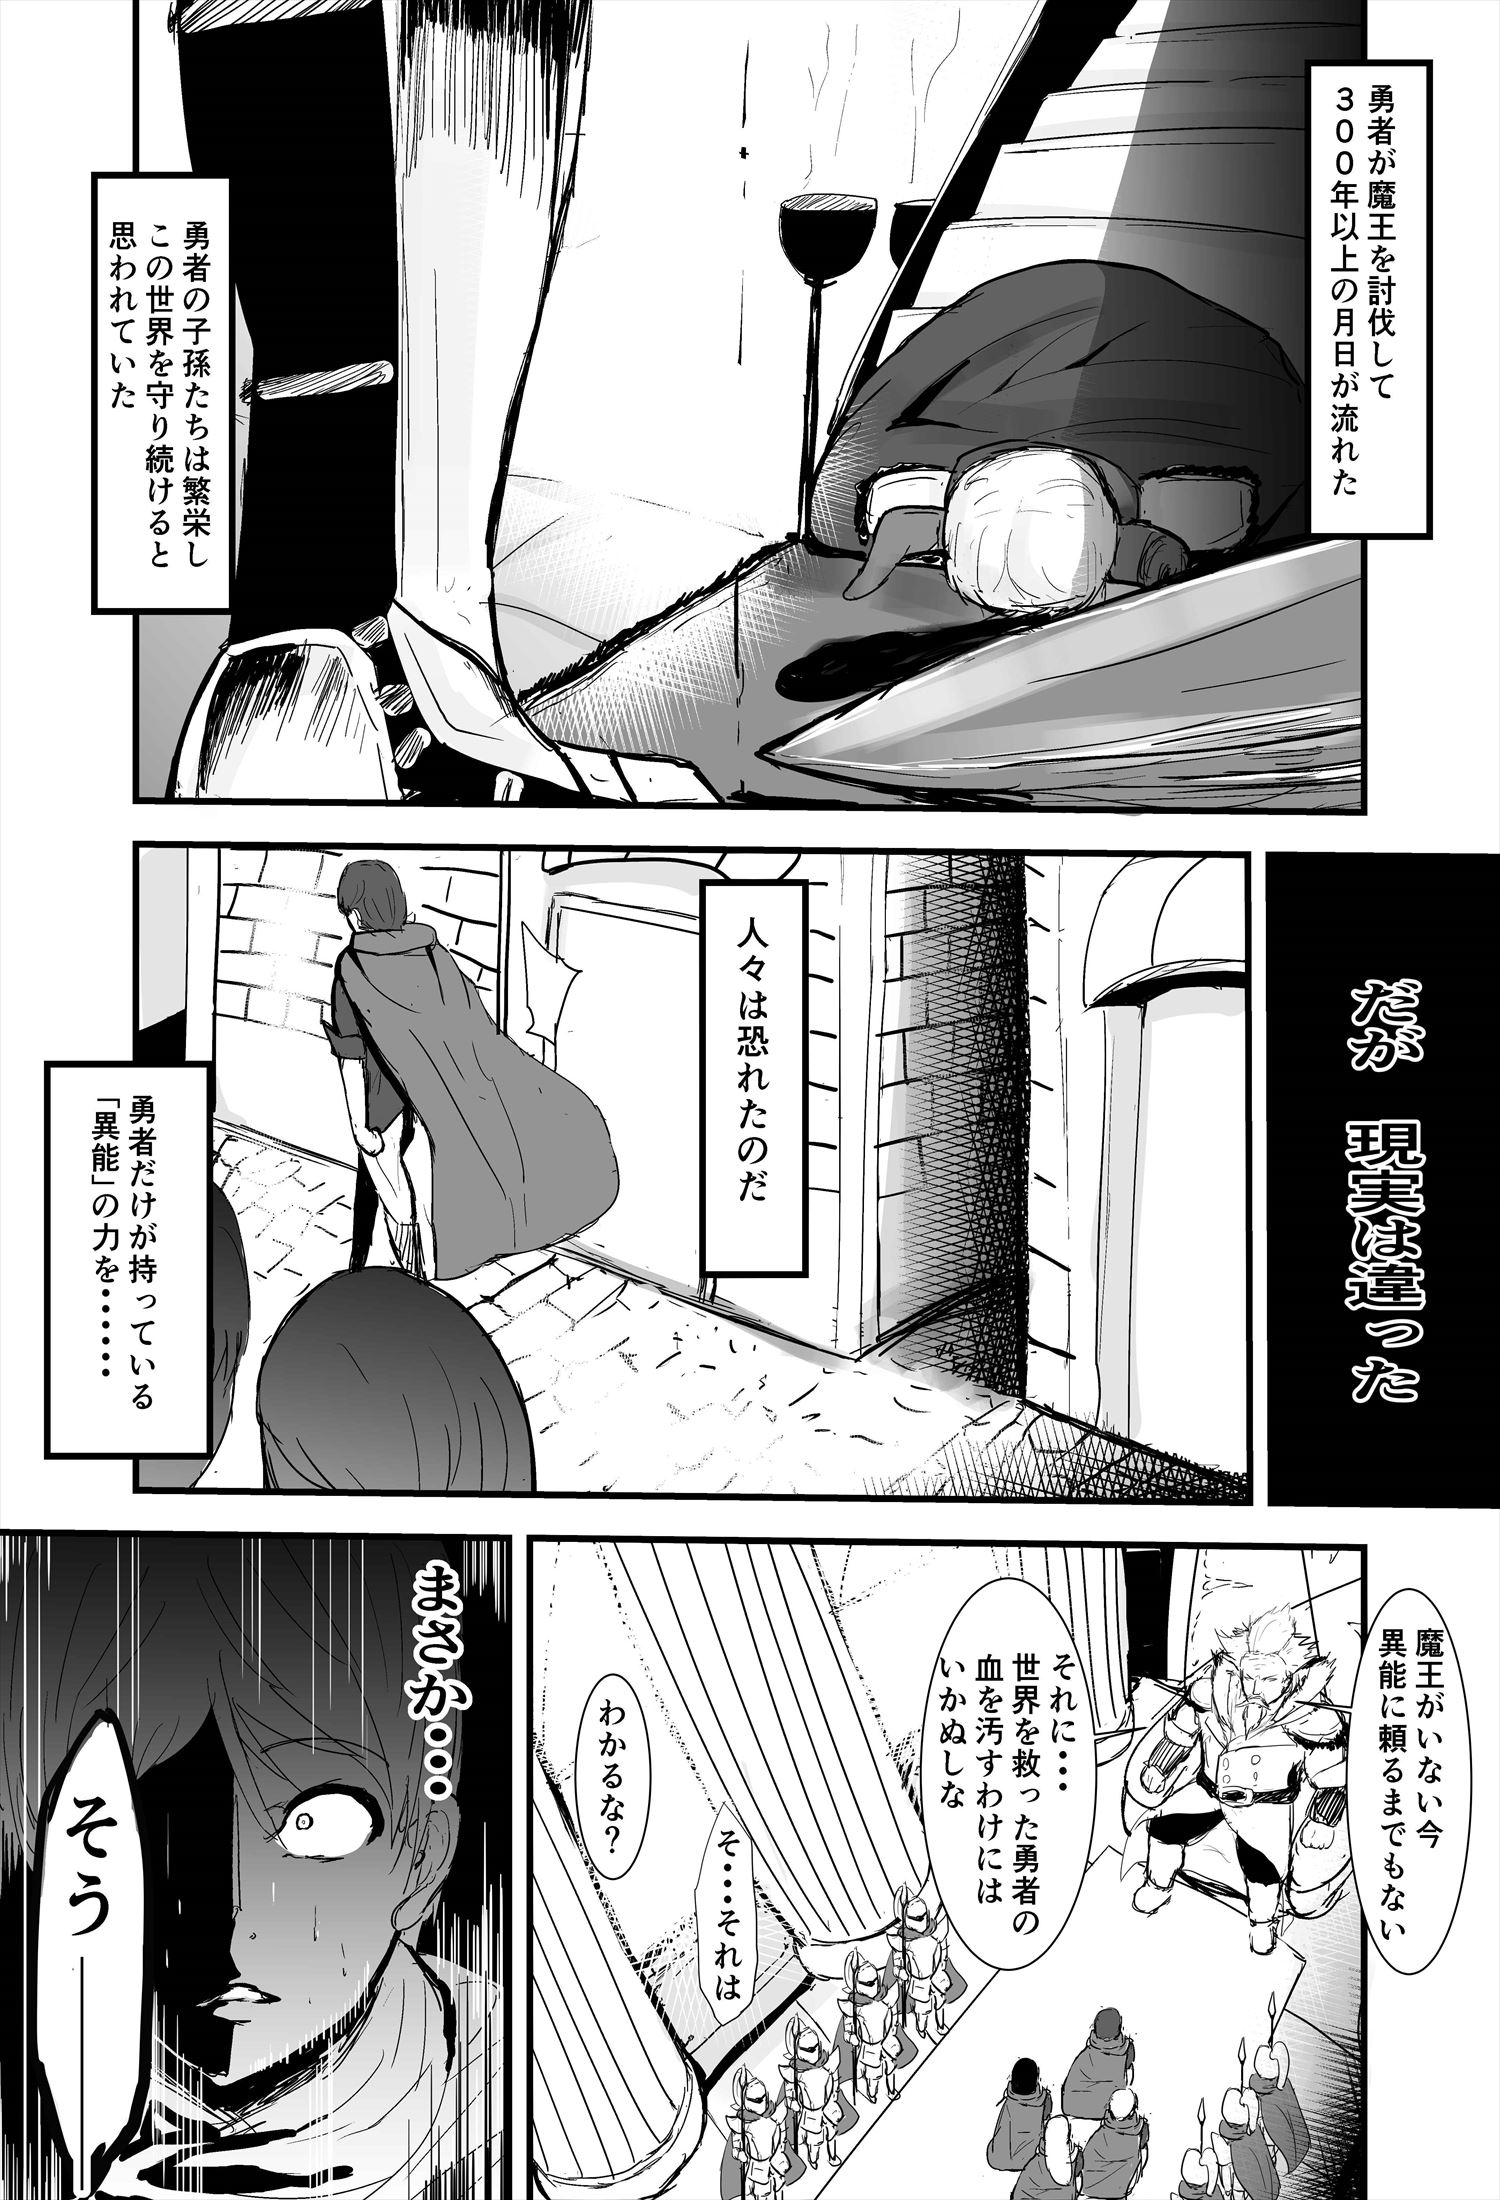 勇者が魔王を討伐して
300年以上の月日が流れた
勇者の子孫たちは繁栄し
この世界を守り続けると
思われていた
だが　現実は違った
人々は恐れたのだ
勇者だけが持っている
「異能」の力を・・・・・・
魔王がいない今
異能に頼るまでもない
それに・・・
世界を救った勇者の
血を汚すわけには
いかぬしな
そ・・・・それは
わかるな?
まさか・・・・
そう――